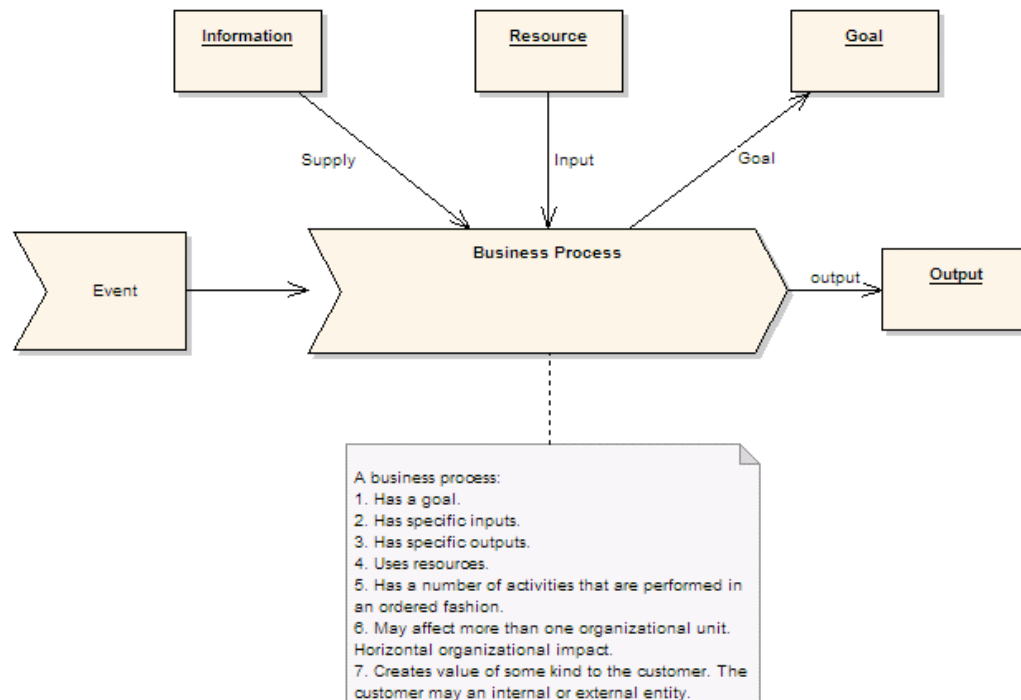 Information
Resource
Goal
Supply
Input
Goal
Business Process
Event
output
Output
A business process:
1. Has a goal.
2. Has specific inputs.
3. Has specific outputs.
4. Uses resources.
5. Has a number of activities that are performed in
an ordered fashion.
6. May affect more than one organizational unit.
Horizontal organizational impact.
7. Creates value of some kind to the customer. The
customer may an internal or external entity.